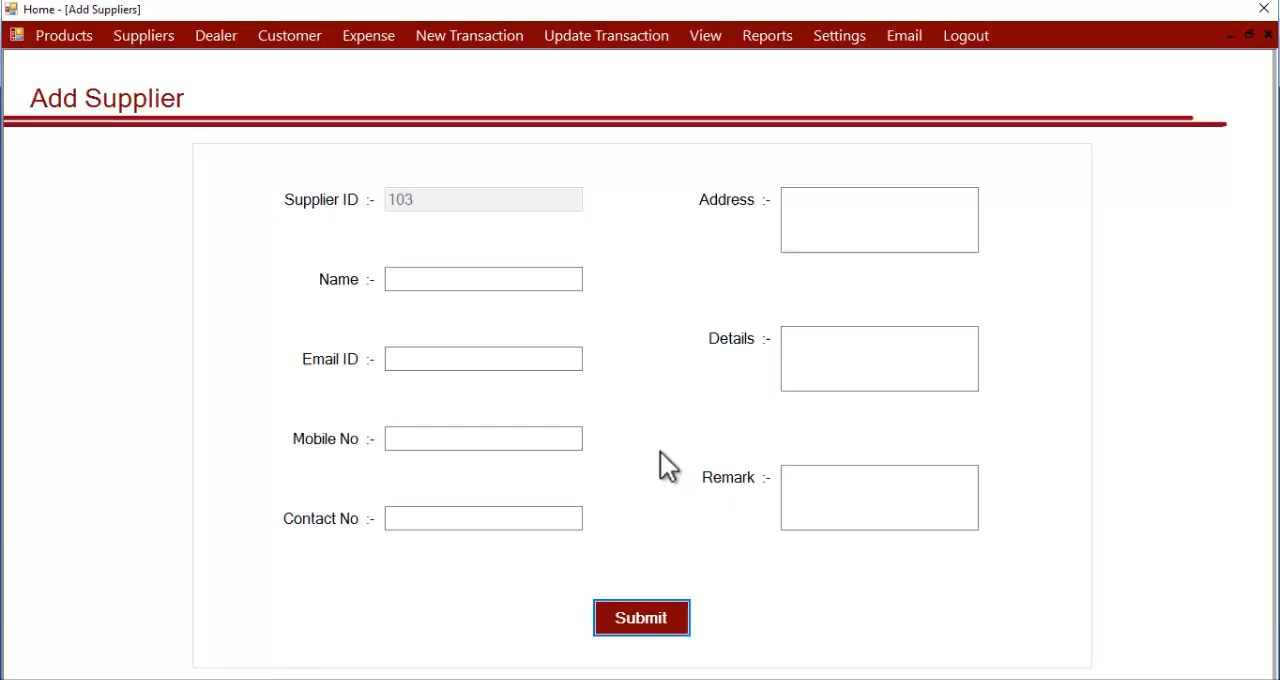 Home - [Add Suppliers]
Products Suppliers Dealer Customer Expense New Transaction Update Transaction View Reports Settings Email Logout
Add Supplier
Supplier ID :- 103
Name :-
Email ID :-
Mobile No :-
Contact No :-
Address :-
Details :-
Remark :-
Submit